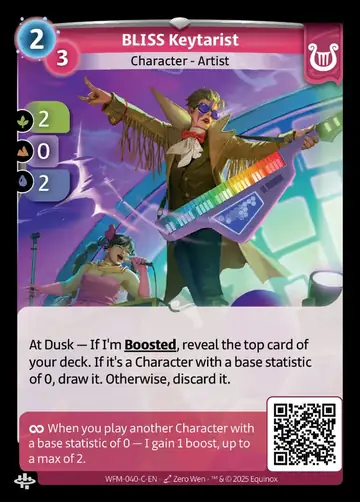 2
BLISS Keytarist
3
Character - Artist
2
0
2
At Dusk — If I'm Boosted, reveal the top card of
your deck. If it's a Character with a base statistic
of 0, draw it. Otherwise, discard it.
∞ When you play another Character with
a base statistic of 0 — I gain 1 boost, up to
a max of 2.
WFM-040-C-EN - Zero Wen - ™ & © 2025 Equinox